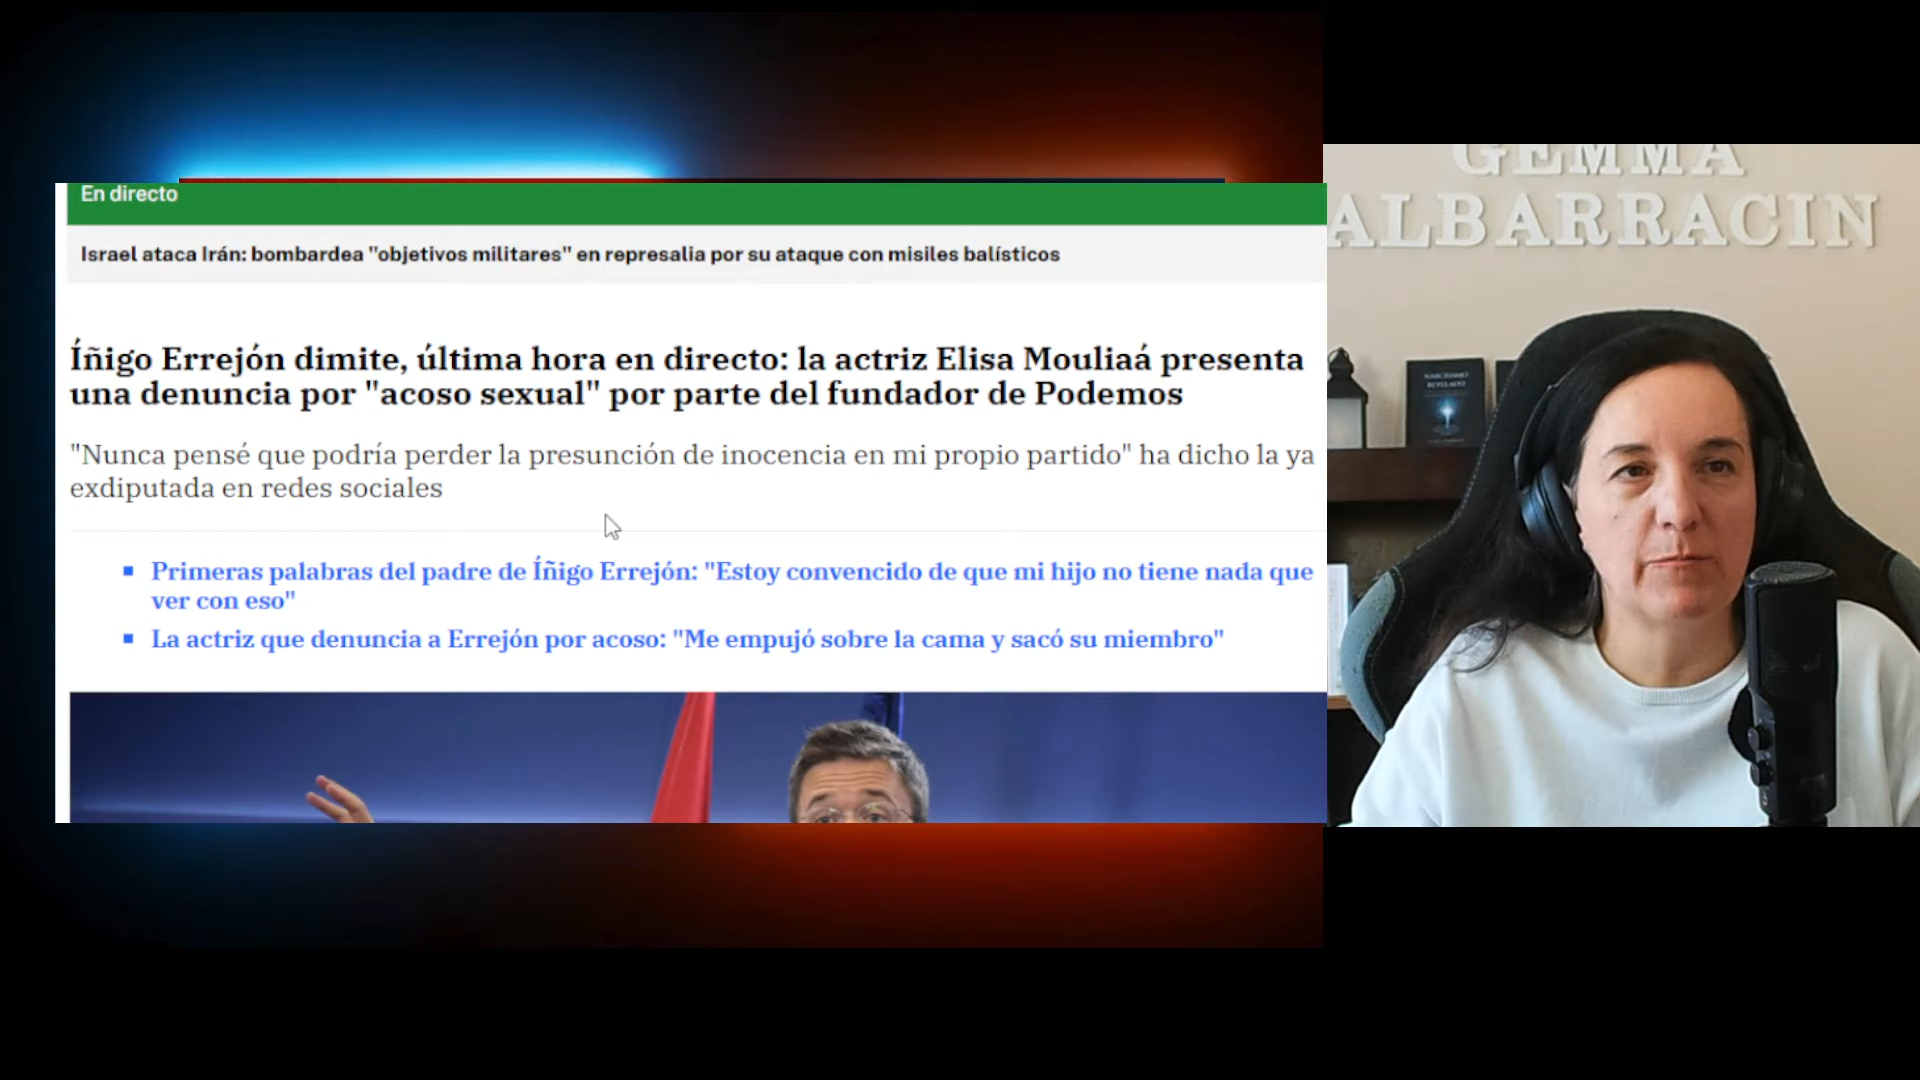 En directo
Israel ataca Irán: bombardea "objetivos militares" en represalia por su ataque con misiles balísticos
Íñigo Errejón dimite, última hora en directo: la actriz Elisa Mouliaá presenta
una denuncia por "acoso sexual" por parte del fundador de Podemos
"Nunca pensé que podría perder la presunción de inocencia en mi propio partido" ha dicho la ya
exdiputada en redes sociales
Primeras palabras del padre de Íñigo Errejón: "Estoy convencido de que mi hijo no tiene nada que
ver con eso"
La actriz que denuncia a Errejón por acoso: "Me empujó sobre la cama y sacó su miembro"
GEMMA
ALBARRACIN
NARCISISMO
REVELADO